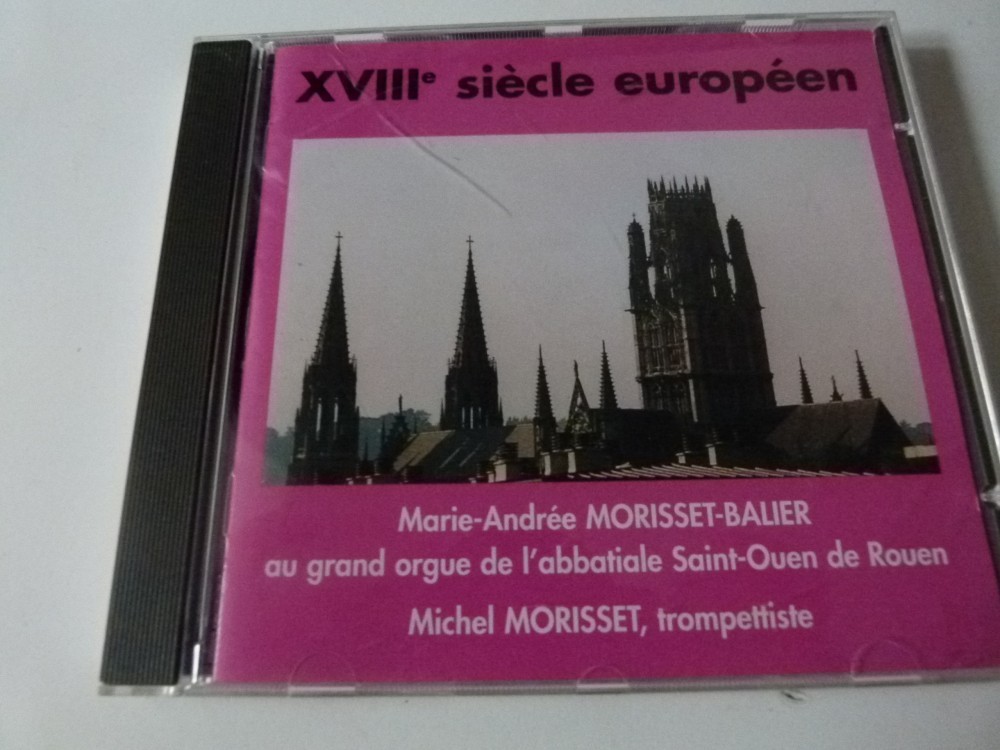 XVIIIe siècle européen
Marie-Andrée MORISSET-BALIER
au grand orgue de l'abbatiale Saint-Ouen de Rouen
Michel MORISSET, trompettiste